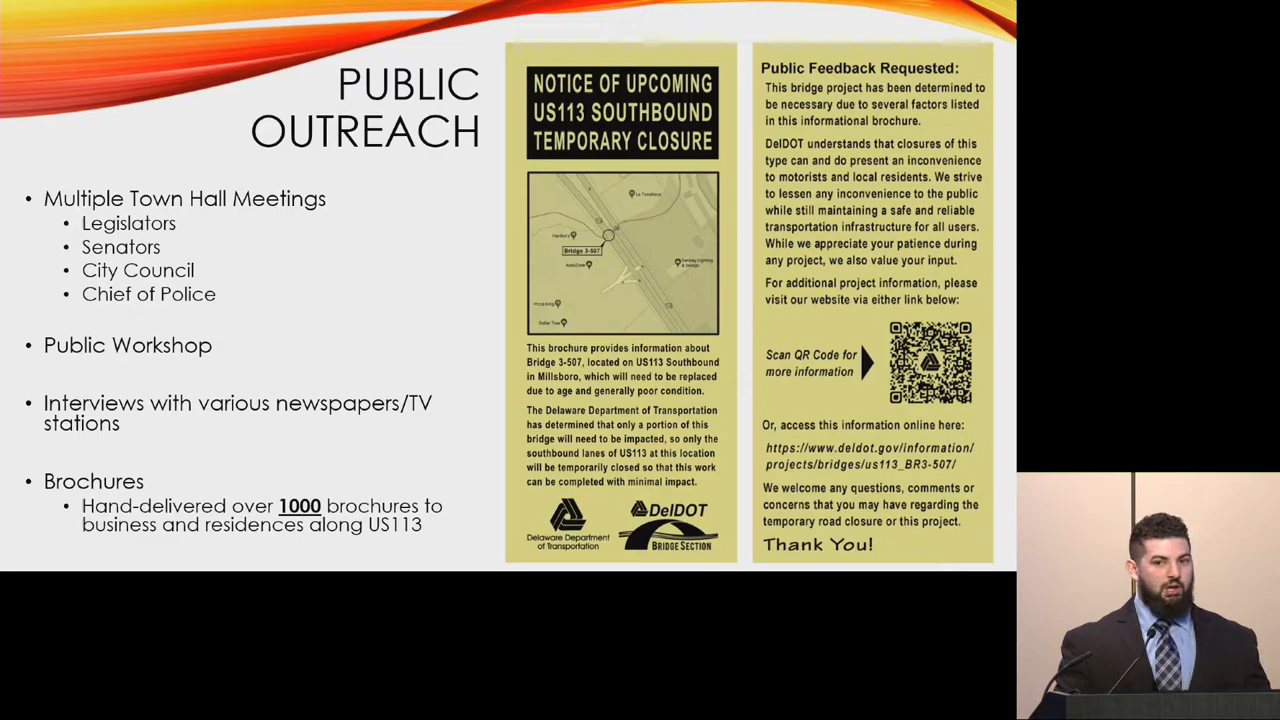 PUBLIC
OUTREACH
• Multiple Town Hall Meetings
• Legislators
• Senators
• City Council
• Chief of Police
• Public Workshop
• Interviews with various newspapers/TV
stations
• Brochures
• Hand-delivered over 1000 brochures to
business and residences along US113
NOTICE OF UPCOMING
US113 SOUTHBOUND
TEMPORARY CLOSURE
La Tonalteca
Hardee's
Bridge 3-507
AutoZone
Pizza King
Dollar Tree
This brochure provides information about
Bridge 3-507, located on US113 Southbound
in Millsboro, which will need to be replaced
due to age and generally poor condition.
The Delaware Department of Transportation
has determined that only a portion of this
bridge will need to be impacted, so only the
southbound lanes of US113 at this location
will be temporarily closed so that this work
can be completed with minimal impact.
Delaware Department
of Transportation
DelDOT
BRIDGE SECTION
Public Feedback Requested:
This bridge project has been determined to
be necessary due to several factors listed
in this informational brochure.
DelDOT understands that closures of this
type can and do present an inconvenience
to motorists and local residents. We strive
to lessen any inconvenience to the public
while still maintaining a safe and reliable
transportation infrastructure for all users.
While we appreciate your patience during
any project, we also value your input.
For additional project information, please
visit our website via either link below:
Scan QR Code for
more information
Or, access this information online here:
https://www.deldot.gov/information/
projects/bridges/us113_BR3-507/
We welcome any questions, comments or
concerns that you may have regarding the
temporary road closure or this project.
Thank You!